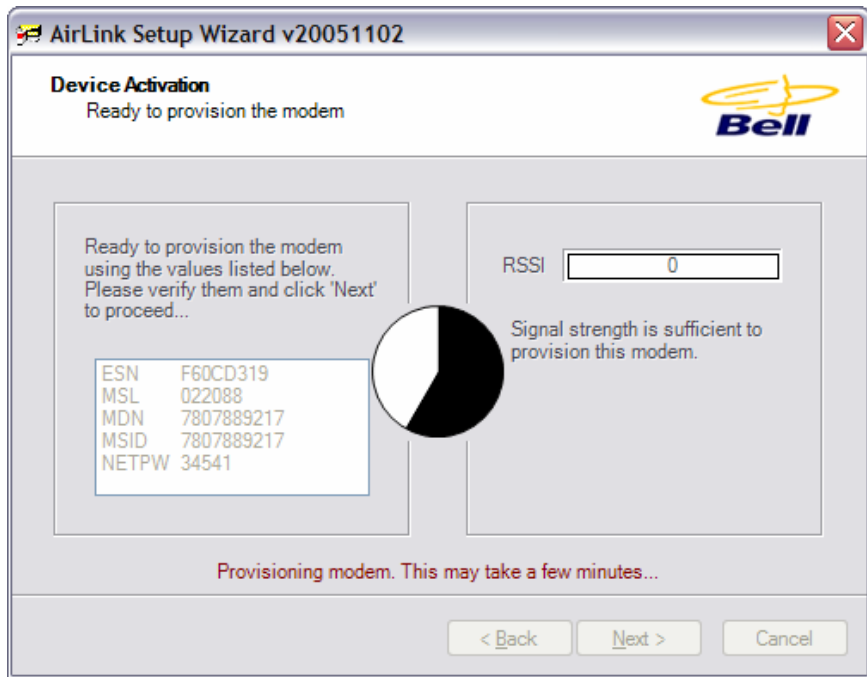 AirLink Setup Wizard v20051102
Device Activation
Ready to provision the modem
Bell
Ready to provision the modem
using the values listed below.
Please verify them and click 'Next'
to proceed...
ESN F60CD319
MSL 022088
MDN 7807889217
MSID 7807889217
NETPW 34541
RSSI 0
Signal strength is sufficient to
provision this modem.
Provisioning modem. This may take a few minutes...
< Back Next > Cancel